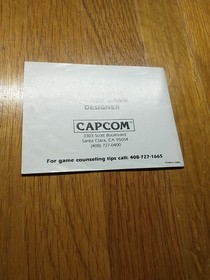 DESIGNER
CAPCOM
3303 Scott Boulevard
Santa Clara, CA 95054
(408) 727-0400
For game counseling tips call: 408-727-1665